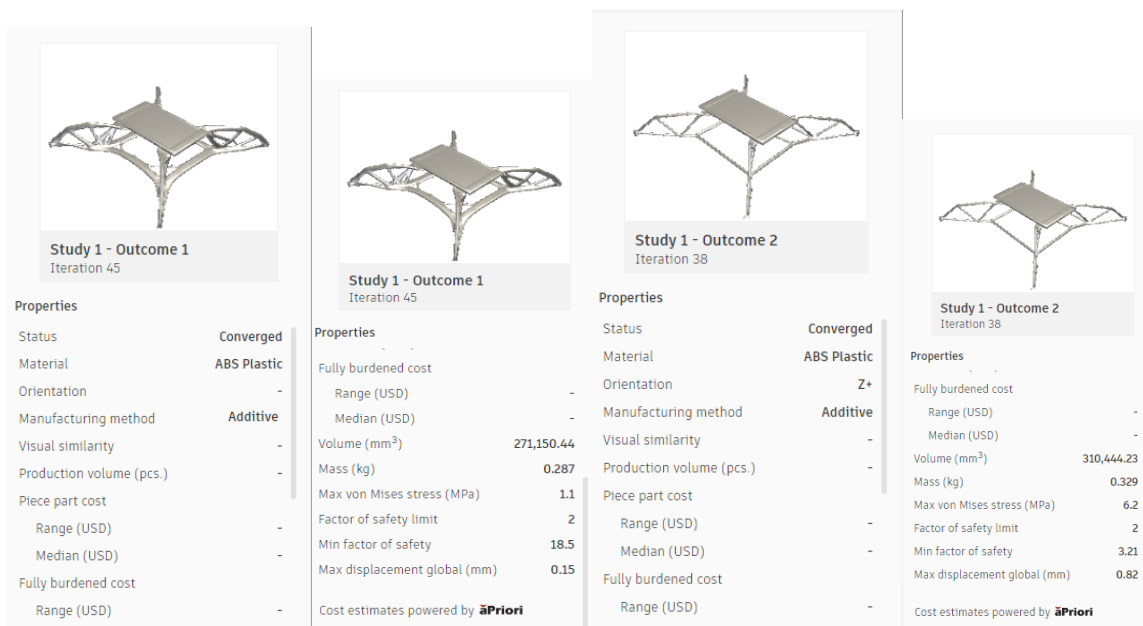 Study 1 - Outcome 1
Iteration 45
Properties
Status Converged
Material ABS Plastic
Orientation -
Manufacturing method Additive
Visual similarity -
Production volume (pcs.) -
Piece part cost
Range (USD) -
Median (USD) -
Fully burdened cost
Range (USD) -
Study 1 - Outcome 1
Iteration 45
Properties
Fully burdened cost
Range (USD) -
Median (USD) -
Volume (mm³) 271,150.44
Mass (kg) 0.287
Max von Mises stress (MPa) 1.1
Factor of safety limit 2
Min factor of safety 18.5
Max displacement global (mm) 0.15
Cost estimates powered by āPriori
Study 1 - Outcome 2
Iteration 38
Properties
Status Converged
Material ABS Plastic
Orientation Z+
Manufacturing method Additive
Visual similarity -
Production volume (pcs.) -
Piece part cost
Range (USD) -
Median (USD) -
Fully burdened cost
Range (USD) -
Study 1 - Outcome 2
Iteration 38
Properties
Fully burdened cost
Range (USD) -
Median (USD) -
Volume (mm³) 310,444.23
Mass (kg) 0.329
Max von Mises stress (MPa) 6.2
Factor of safety limit 2
Min factor of safety 3.21
Max displacement global (mm) 0.82
Cost estimates powered by āPriori